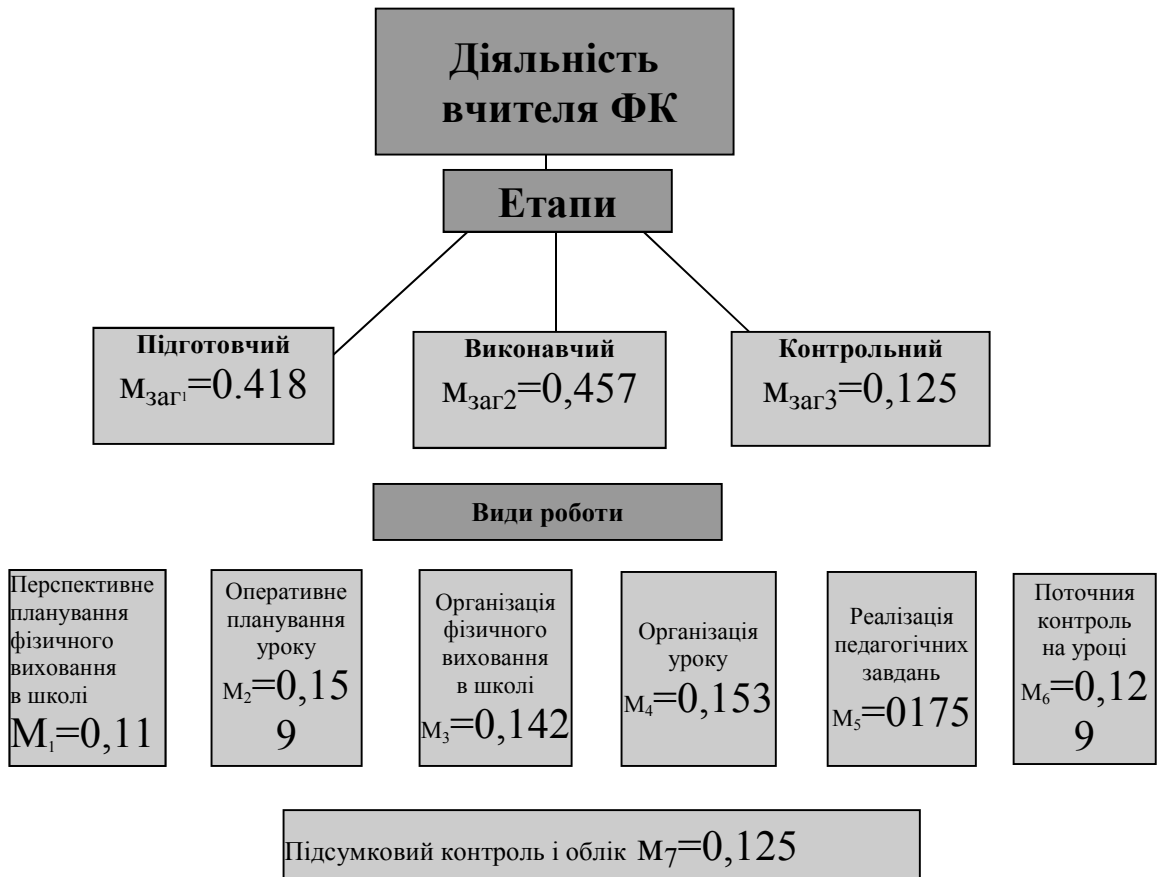 Діяльність
вчителя ФК
Етапи
Підготовчий
мзаг1=0.418
Виконавчий
мзаг2=0,457
Контрольний
мзаг3=0,125
Види роботи
Перспективне
планування
фізичного
виховання
в школі
М1=0,11
Оперативне
планування
уроку
м2=0,15
9
Організація
фізичного
виховання
в школі
м3=0,142
Організація
уроку
м4=0,153
Реалізація
педагогічних
завдань
м5=0175
Поточния
контроль
на уроці
м6=0,12
9
Підсумковий контроль і облік м7=0,125